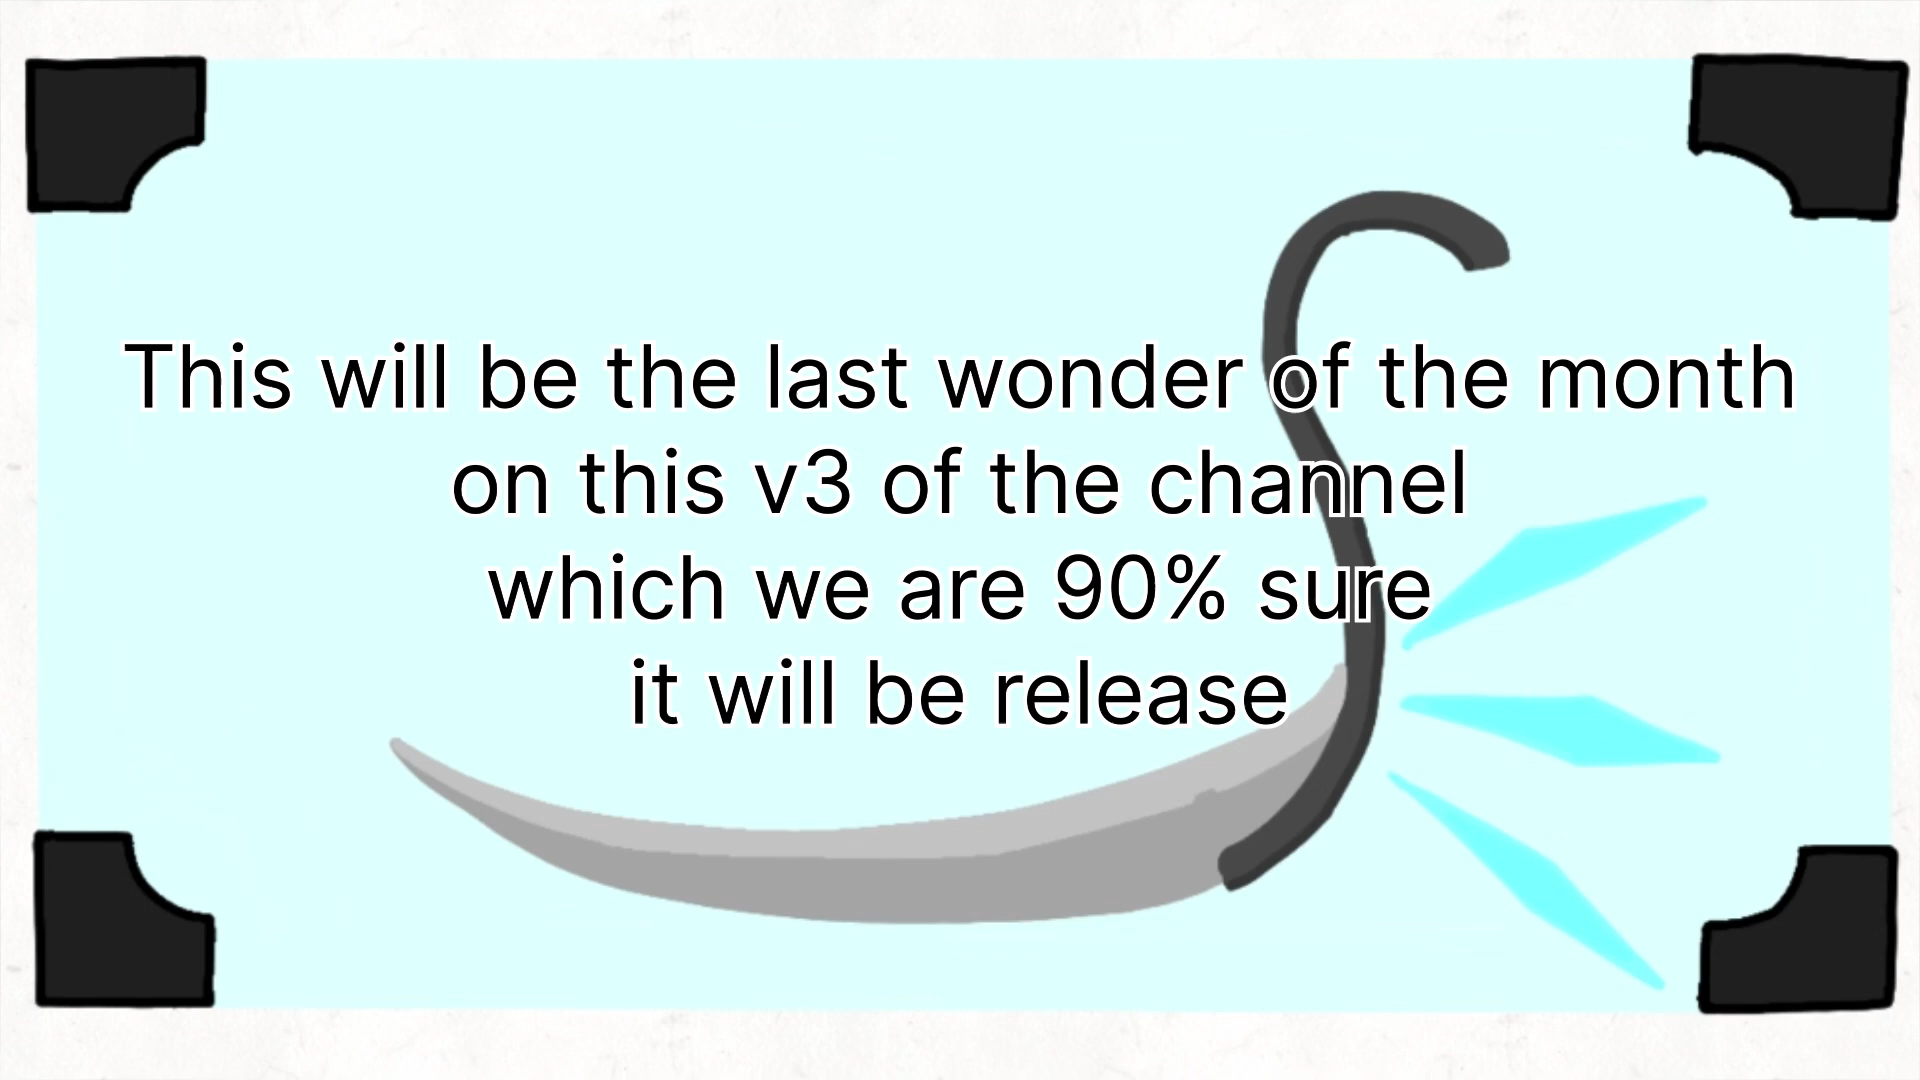 This will be the last wonder of the month
on this v3 of the channel
which we are 90% sure
it will be release